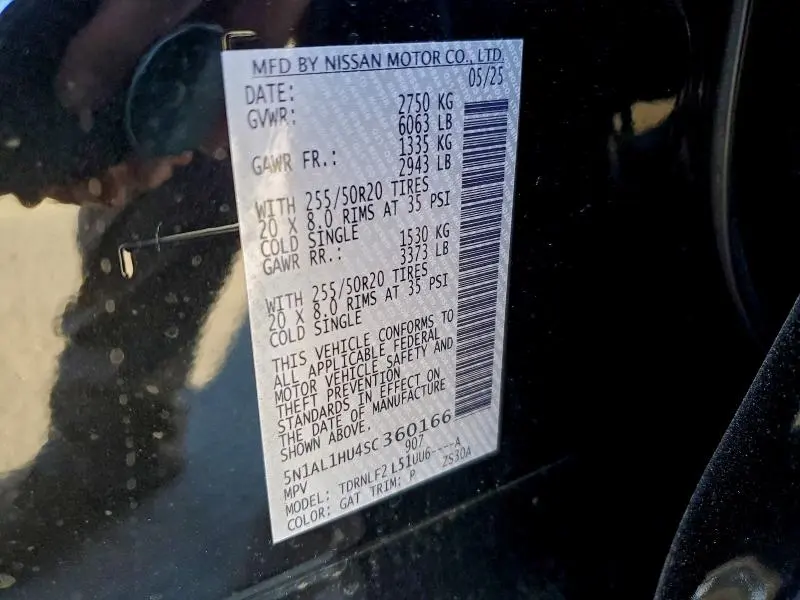 MFD BY NISSAN MOTOR CO., LTD.
DATE: 05/25
GVWR: 2750 KG
6063 LB
GAWR FR.: 1335 KG
2943 LB
WITH 255/50R20 TIRES
20 X 8.0 RIMS AT 35 PSI
COLD SINGLE
GAWR RR.: 1530 KG
3373 LB
WITH 255/50R20 TIRES
20 X 8.0 RIMS AT 35 PSI
COLD SINGLE
THIS VEHICLE CONFORMS TO
ALL APPLICABLE FEDERAL
MOTOR VEHICLE SAFETY AND
THEFT PREVENTION
STANDARDS IN EFFECT ON
THE DATE OF MANUFACTURE
SHOWN ABOVE.
5N1AL1HU4SC360166
MPV 907
MODEL: TDRNLF2 L51UU6----A
COLOR: GAT TRIM: P 2S30A